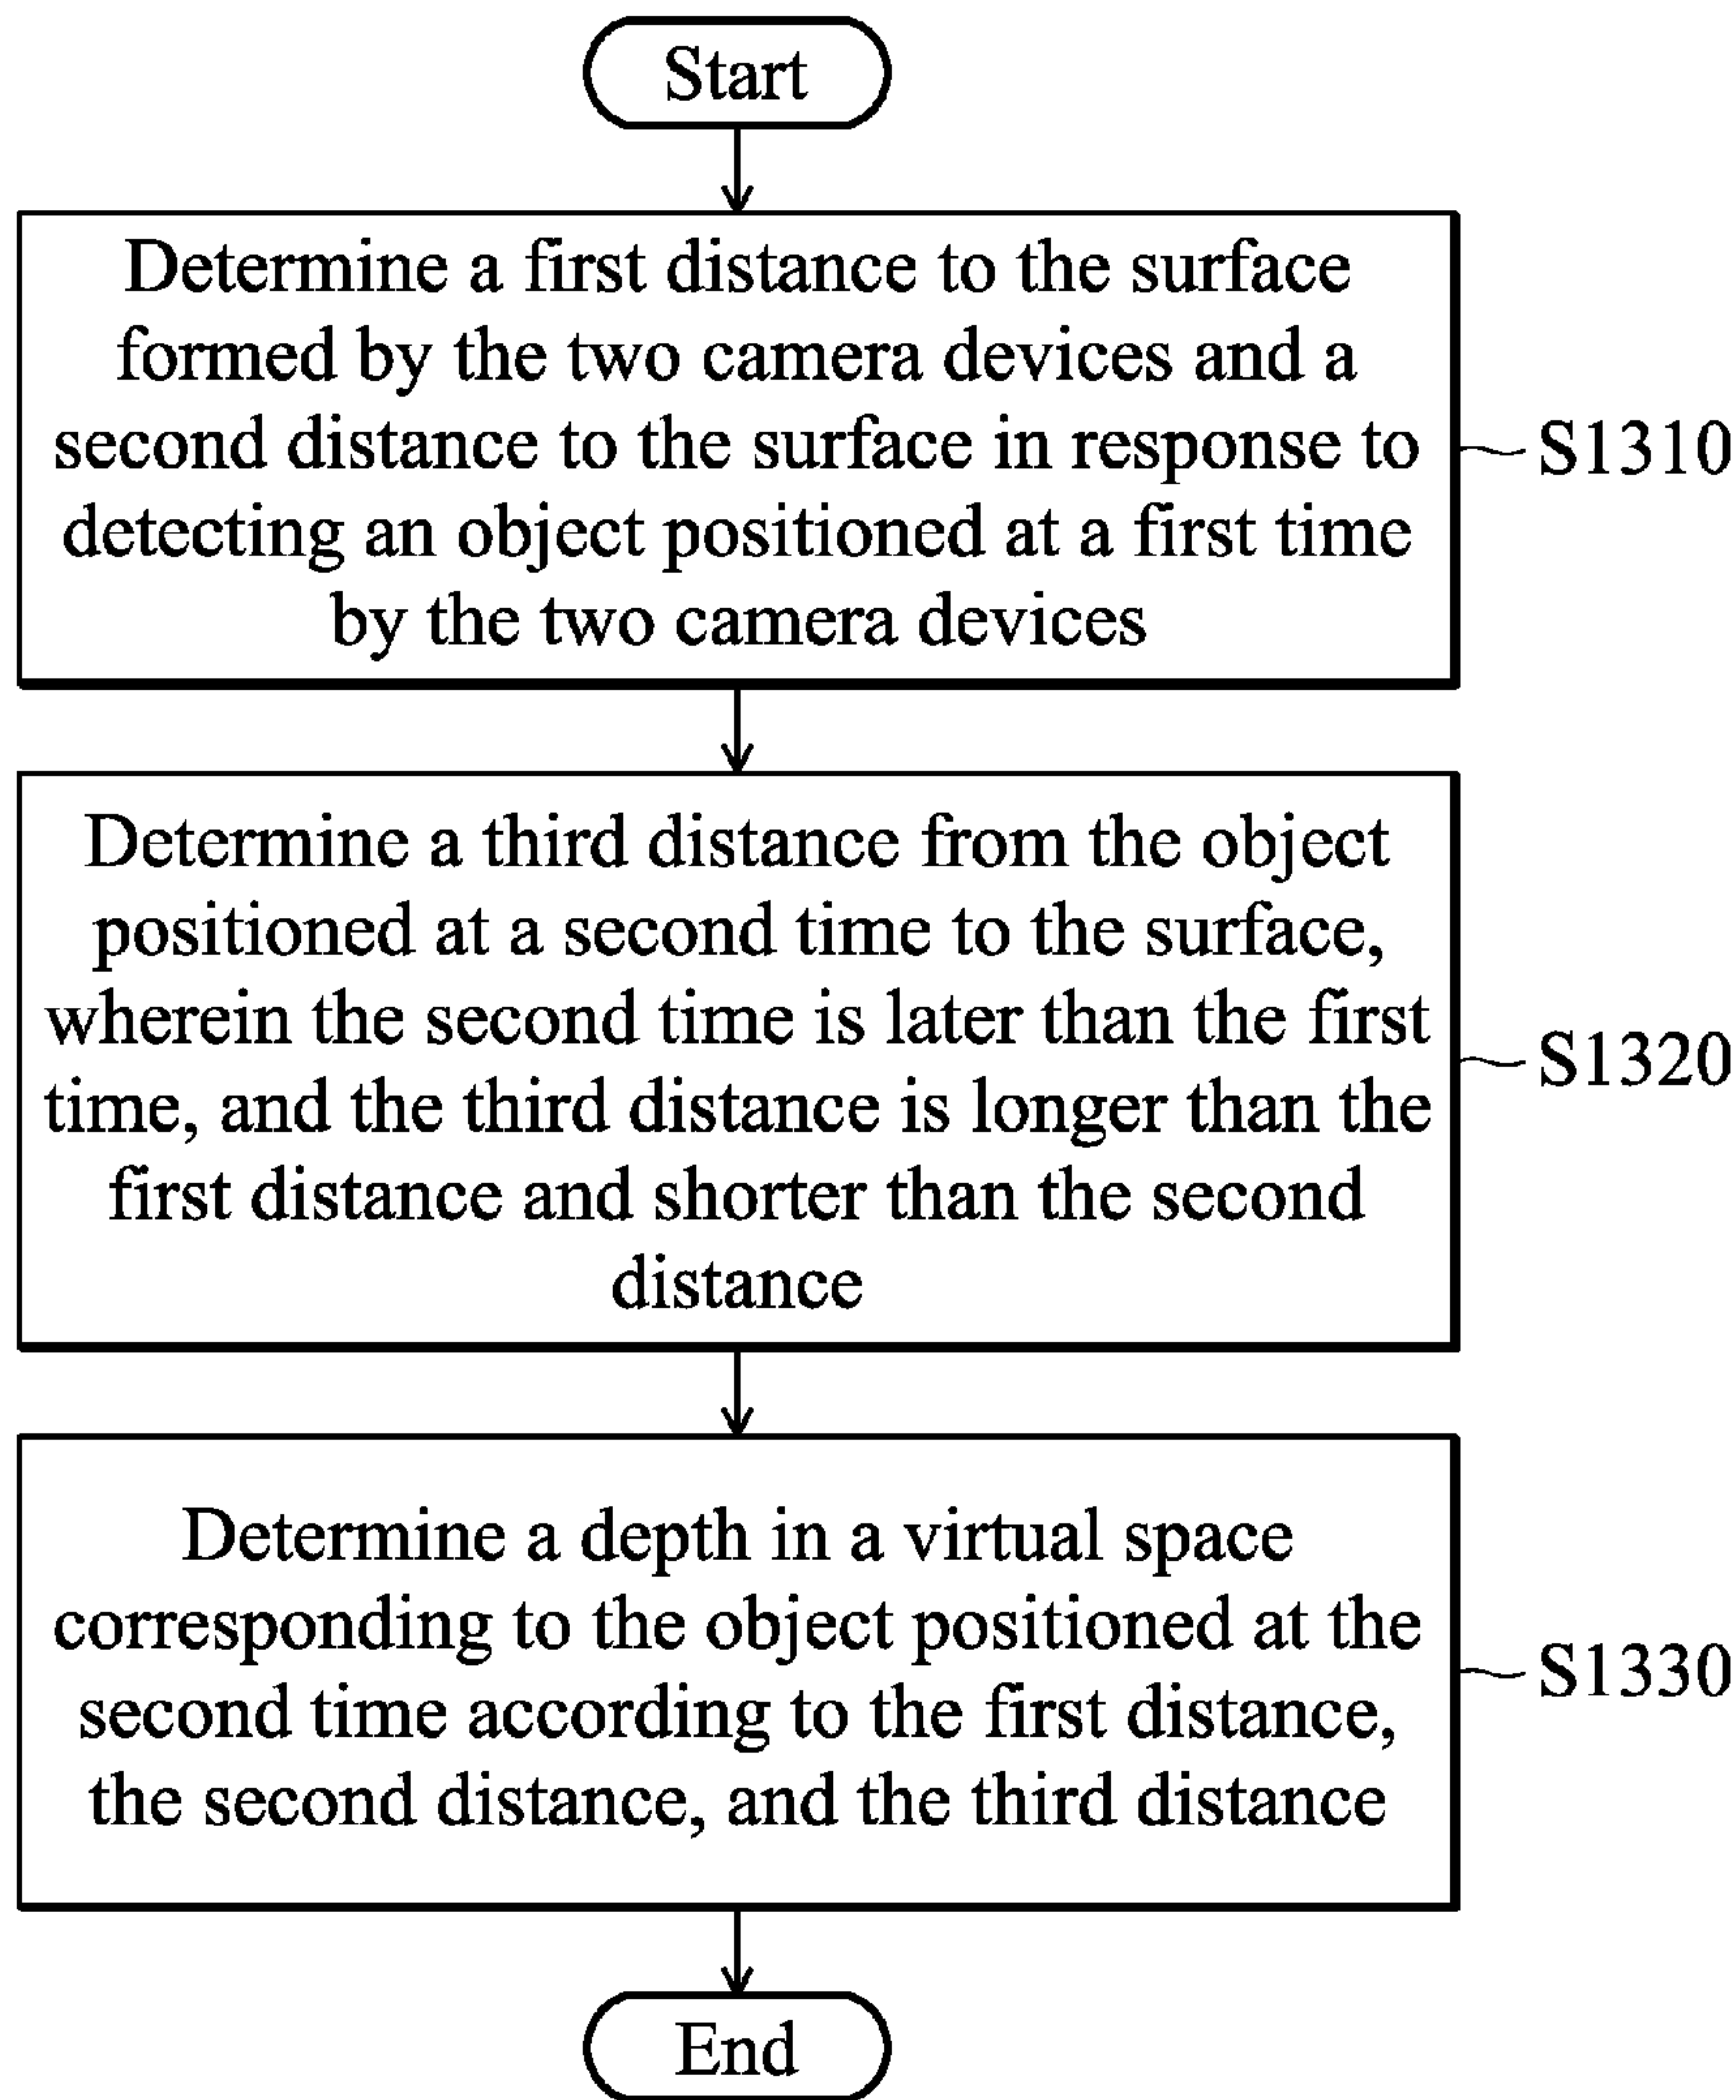 Start
Determine a first distance to the surface
formed by the two camera devices and a
second distance to the surface in response to
detecting an object positioned at a first time
by the two camera devices
S1310
Determine a third distance from the object
positioned at a second time to the surface,
wherein the second time is later than the first
time, and the third distance is longer than the
first distance and shorter than the second
distance
S1320
Determine a depth in a virtual space
corresponding to the object positioned at the
second time according to the first distance,
the second distance, and the third distance
S1330
End